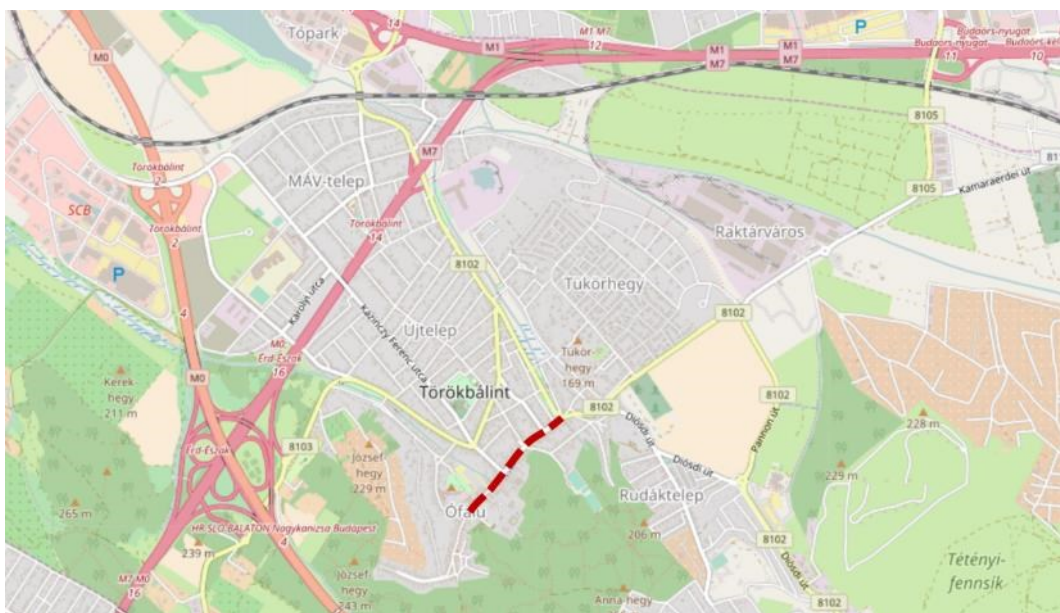 Tópark
14
M1 M7
12
M0
M1
M1
M7
M1
M7
P
Budaörs-nyugat
11
10
8105
MÁV-telep
M7
Törökbálint
2
SCB
Törökbálint
2
Törökbálint
14
Raktárváros
8105
Kamaraerdei út
P
8102
Tükörhegy
Károlyi utca
Kazinczy Ferenc utca
Újtelep
8102
4
M0,
Érd-Észak
16
Tükör-
hegy
169 m
Kerek-
hegy
211 m
M0
Törökbálint
8102
8102
Diósdi út
Pannon út
228 m
8103
Érd-Észak
József-
hegy
229 m
Diósdi út
229 m
265 m
Ófalu
Rudáktelep
HR SLO BALATON Nagykanizsa Budapest
4
239 m
206 m
8102
Diósdi út
Tétényi-
fennsík
M7 M0
16
József-
hegy
243 m
Anna-hegy